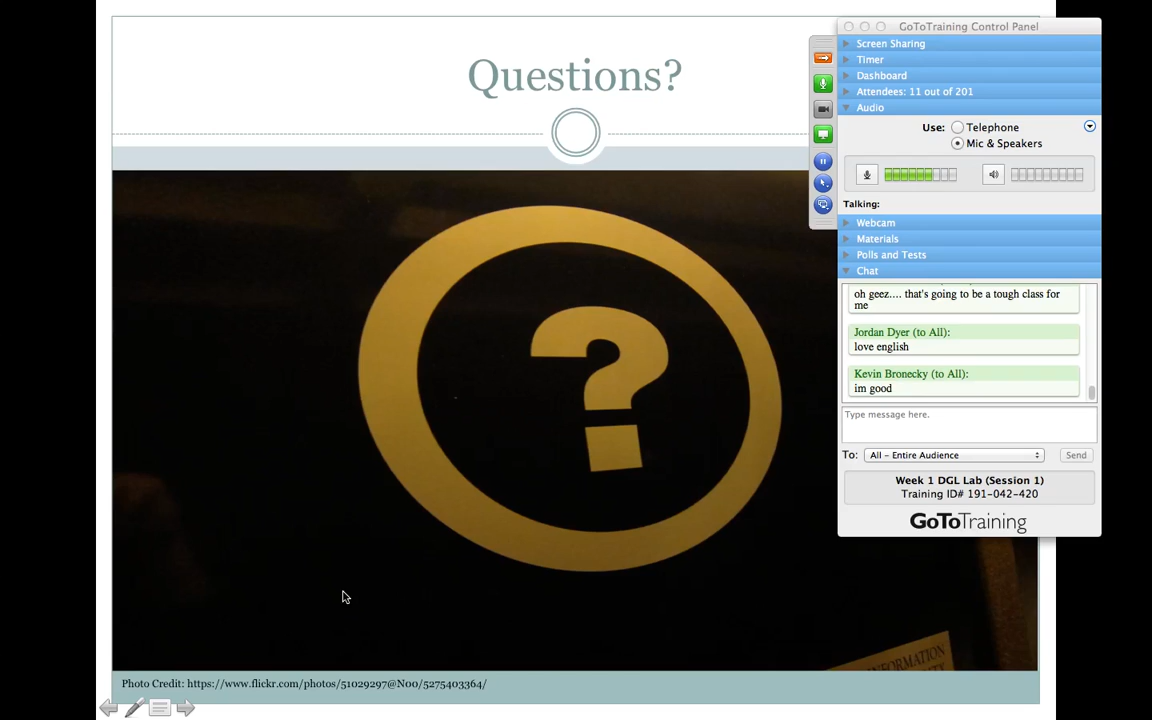 Questions?
Photo Credit: https://www.flickr.com/photos/51029297@N00/5275403364/
INFORMATION
GoToTraining Control Panel
Screen Sharing
Timer
Dashboard
Attendees: 11 out of 201
Audio
Use: Telephone
Mic & Speakers
Talking:
Webcam
Materials
Polls and Tests
Chat
oh geez.... that's going to be a tough class for
me
Jordan Dyer (to All):
love english
Kevin Bronecky (to All):
im good
Type message here.
To: All – Entire Audience Send
Week 1 DGL Lab (Session 1)
Training ID# 191-042-420
GoToTraining